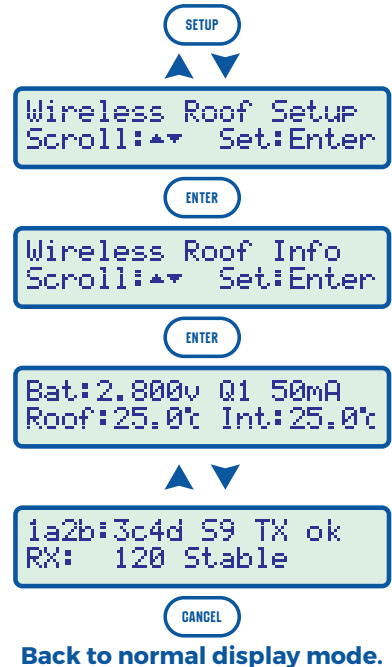 SETUP
▲ ▼
Wireless Roof Setup
Scroll:▲▼ Set:Enter
ENTER
Wireless Roof Info
Scroll:▲▼ Set:Enter
ENTER
Bat:2.800v Q1 50mA
Roof:25.0℃ Int:25.0℃
▲ ▼
1a2b:3c4d S9 TX ok
RX: 120 Stable
CANCEL
Back to normal display mode.